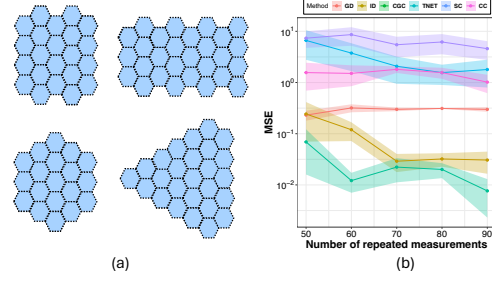 Method GD ID CGC TNET SC CC
10¹
10⁰
10⁻¹
10⁻²
MSE
50 60 70 80 90
Number of repeated measurements
(a)
(b)